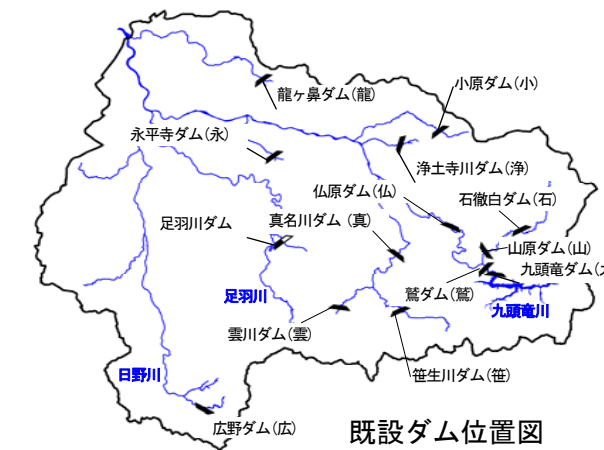 小原ダム(小)
龍ヶ鼻ダム(龍)
永平寺ダム(永)
浄土寺川ダム(浄)
仏原ダム(仏)
石徹白ダム(石)
足羽川ダム
真名川ダム(真)
山原ダム(山)
九頭竜ダム(
鷲ダム(鷲)
足羽川
九頭竜川
雲川ダム(雲)
日野川
笹生川ダム(笹)
広野ダム(広)
既設ダム位置図